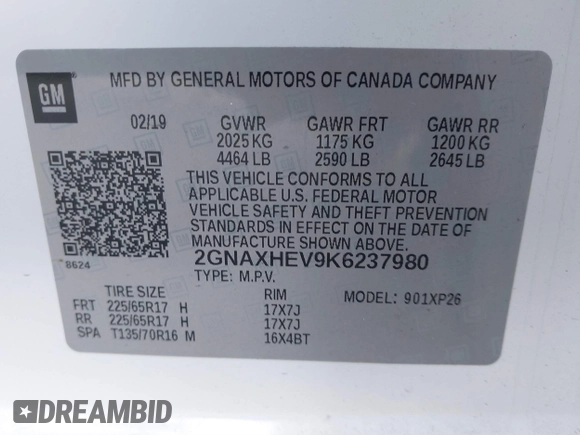 GM
MFD BY GENERAL MOTORS OF CANADA COMPANY
02/19 GVWR GAWR FRT GAWR RR
2025 KG 1175 KG 1200 KG
4464 LB 2590 LB 2645 LB
THIS VEHICLE CONFORMS TO ALL
APPLICABLE U.S. FEDERAL MOTOR
VEHICLE SAFETY AND THEFT PREVENTION
STANDARDS IN EFFECT ON THE DATE OF
MANUFACTURE SHOWN ABOVE.
8624
2GNAXHEV9K6237980
TYPE: M.P.V.
TIRE SIZE RIM MODEL: 901XP26
FRT 225/65R17 H 17X7J
RR 225/65R17 H 17X7J
SPA T135/70R16 M 16X4BT
DREAMBID